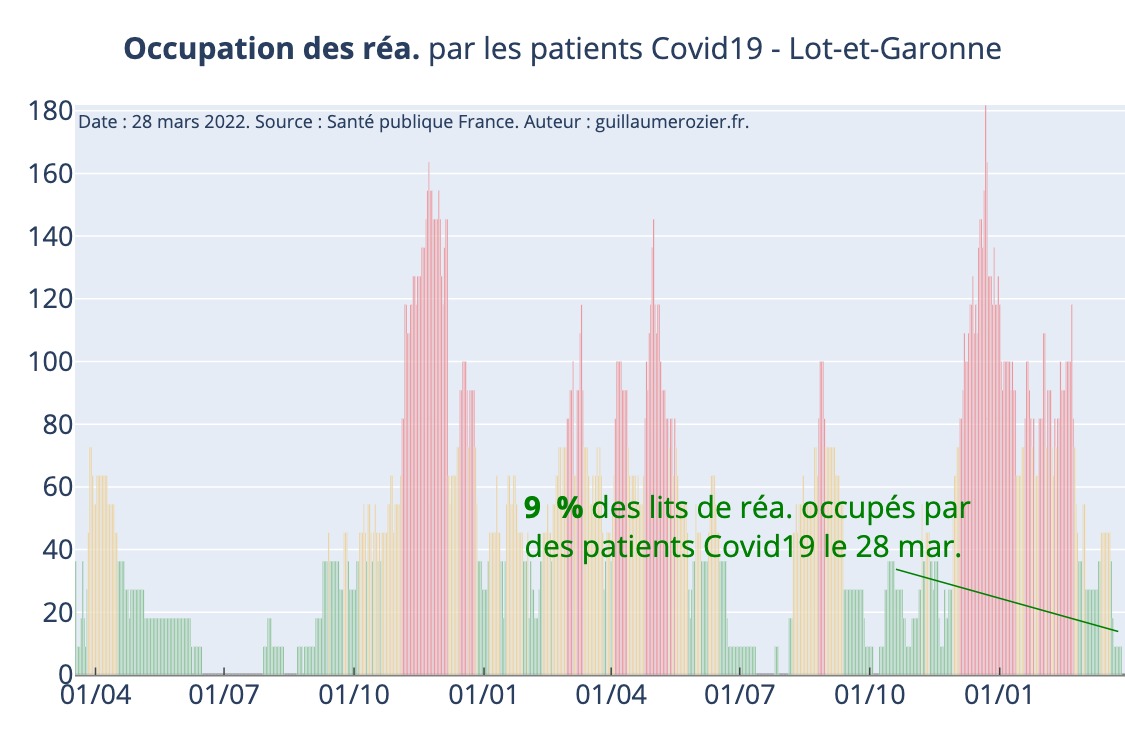 Occupation des réa. par les patients Covid19 - Lot-et-Garonne
180
Date : 28 mars 2022. Source : Santé publique France. Auteur : guillaumerozier.fr.
160
140
120
100
80
60
9 % des lits de réa. occupés par
des patients Covid19 le 28 mar.
40
20
0
01/04 01/07 01/10 01/01 01/04 01/07 01/10 01/01